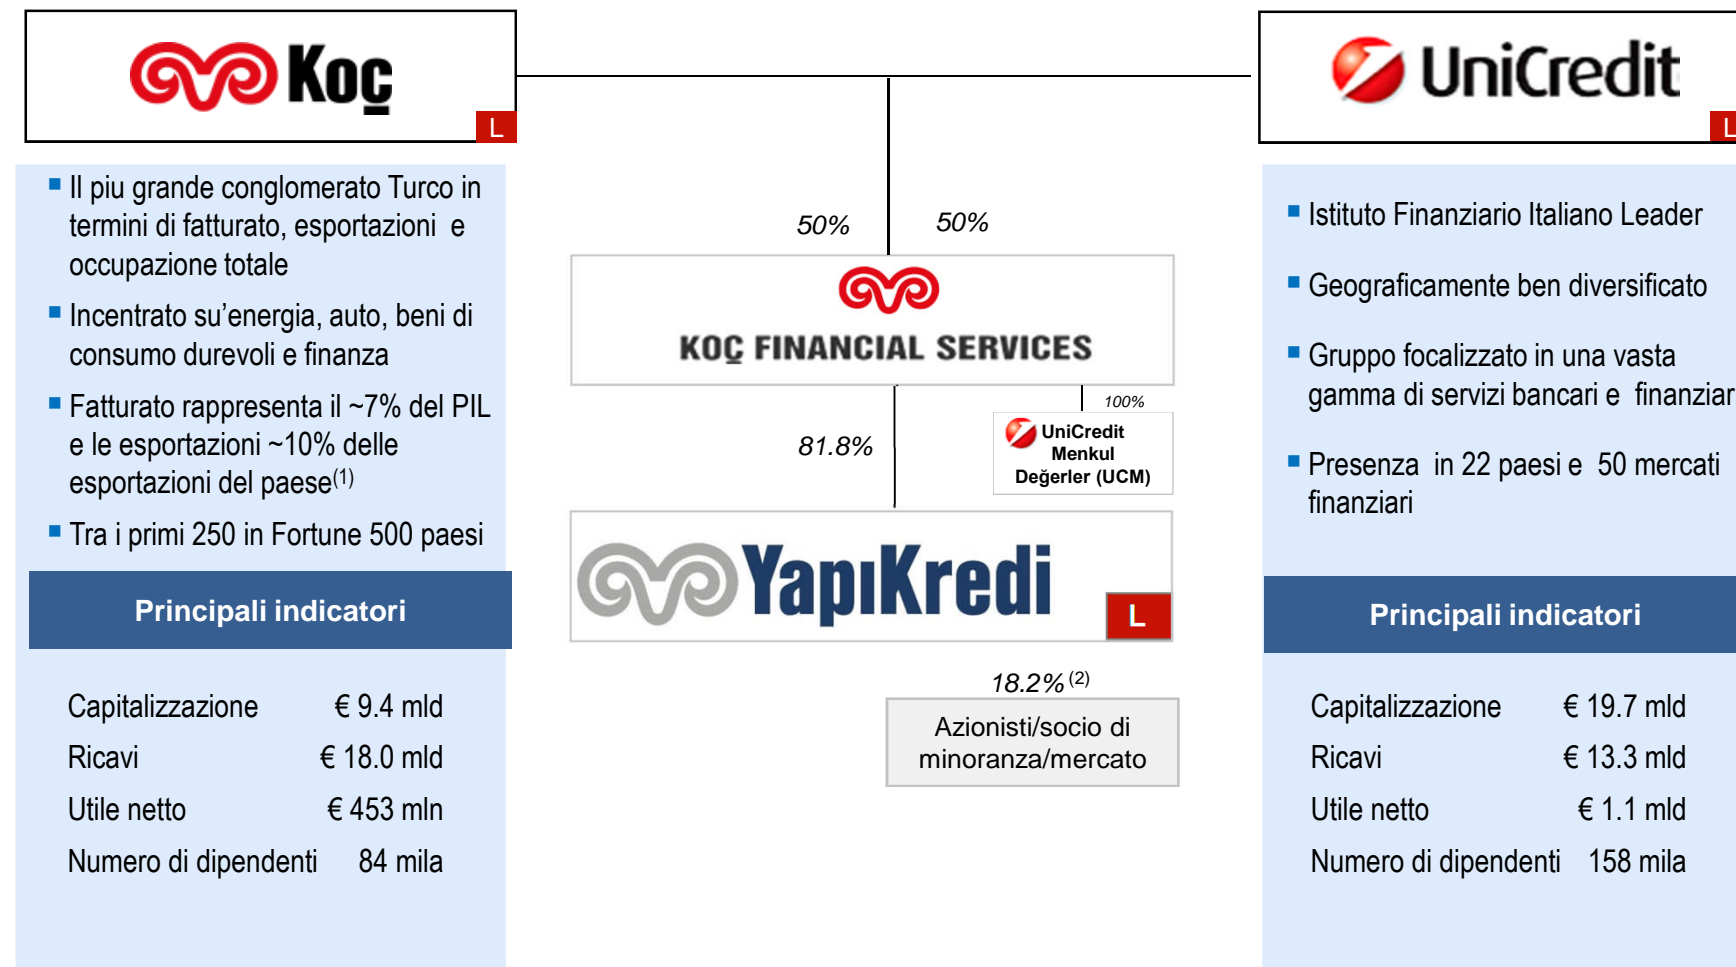 Koç
L
Il piu grande conglomerato Turco in
termini di fatturato, esportazioni e
occupazione totale
Incentrato su’energia, auto, beni di
consumo durevoli e finanza
Fatturato rappresenta il ~7% del PIL
e le esportazioni ~10% delle
esportazioni del paese(1)
Tra i primi 250 in Fortune 500 paesi
Principali indicatori
Capitalizzazione € 9.4 mld
Ricavi € 18.0 mld
Utile netto € 453 mln
Numero di dipendenti 84 mila
50% 50%
KOÇ FINANCIAL SERVICES
100%
81.8%
UniCredit
Menkul
Değerler (UCM)
YapıKredi
L
18.2% (2)
Azionisti/socio di
minoranza/mercato
UniCredit
L
Istituto Finanziario Italiano Leader
Geograficamente ben diversificato
Gruppo focalizzato in una vasta
gamma di servizi bancari e finanziar
Presenza in 22 paesi e 50 mercati
finanziari
Principali indicatori
Capitalizzazione € 19.7 mld
Ricavi € 13.3 mld
Utile netto € 1.1 mld
Numero di dipendenti 158 mila